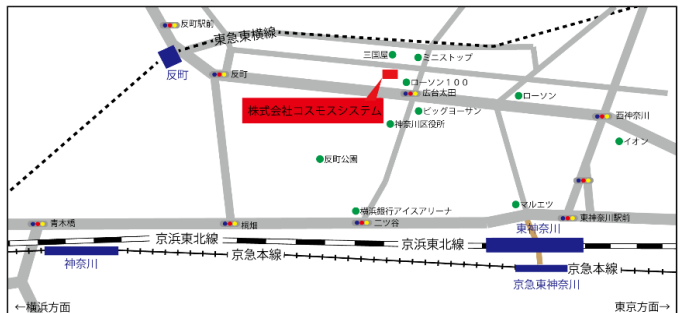 反町駅前
東急東横線
三国屋
ミニストップ
反町
反町
ローソン１００
広台太田
ローソン
株式会社コスモスシステム
ビッグヨーサン
西神奈川
神奈川区役所
イオン
反町公園
マルエツ
横浜銀行アイスアリーナ
東神奈川駅前
青木橋
桐畑
二ツ谷
東神奈川
京浜東北線
京浜東北線
京急本線
神奈川
京急本線
京急東神奈川
←横浜方面
東京方面→